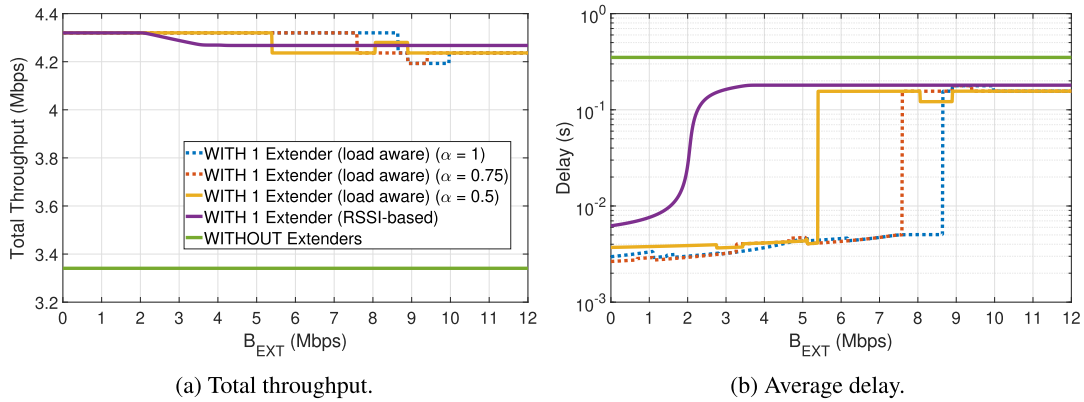 4.4
4.2
4
3.8
3.6
3.4
3.2
Total Throughput (Mbps)
WITH 1 Extender (load aware) (α = 1)
WITH 1 Extender (load aware) (α = 0.75)
WITH 1 Extender (load aware) (α = 0.5)
WITH 1 Extender (RSSI-based)
WITHOUT Extenders
0 1 2 3 4 5 6 7 8 9 10 11 12
B_EXT (Mbps)
(a) Total throughput.
10^0
10^-1
10^-2
10^-3
Delay (s)
0 1 2 3 4 5 6 7 8 9 10 11 12
B_EXT (Mbps)
(b) Average delay.